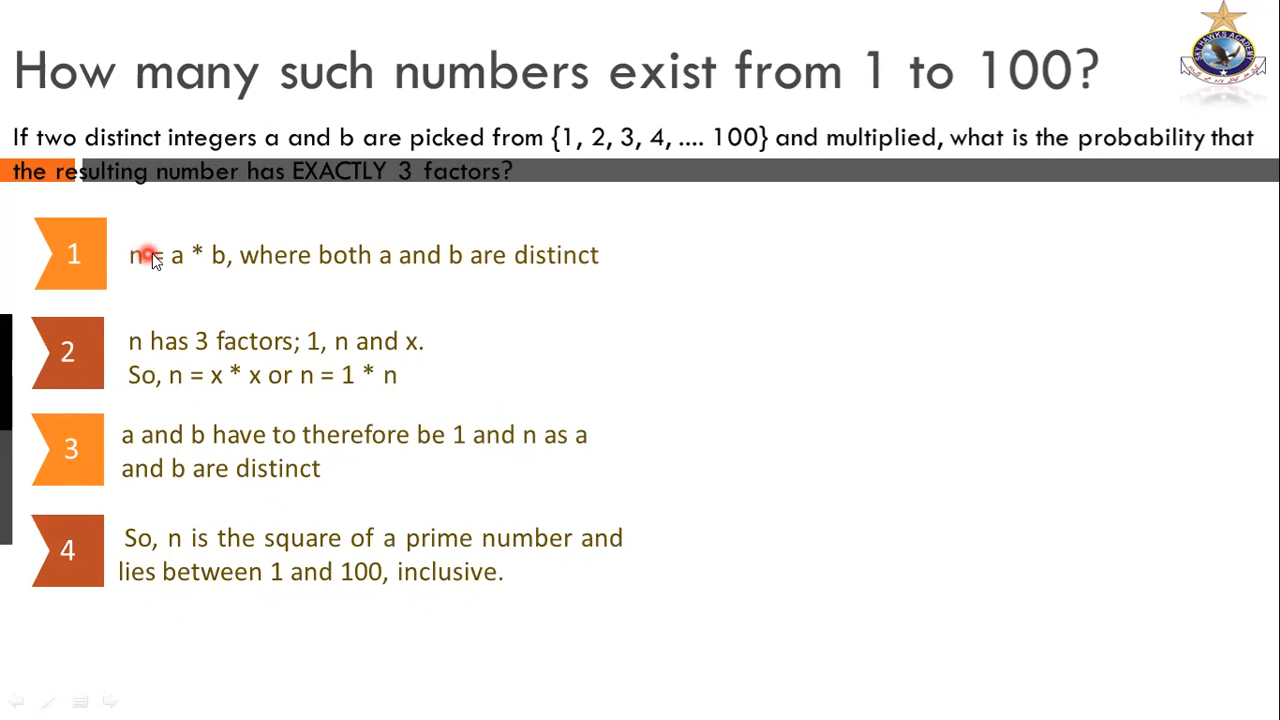 How many such numbers exist from 1 to 100?
If two distinct integers a and b are picked from {1, 2, 3, 4, .... 100} and multiplied, what is the probability that
the resulting number has EXACTLY 3 factors?
1
n = a * b, where both a and b are distinct
2
n has 3 factors; 1, n and x.
So, n = x * x or n = 1 * n
3
a and b have to therefore be 1 and n as a
and b are distinct
4
So, n is the square of a prime number and
lies between 1 and 100, inclusive.